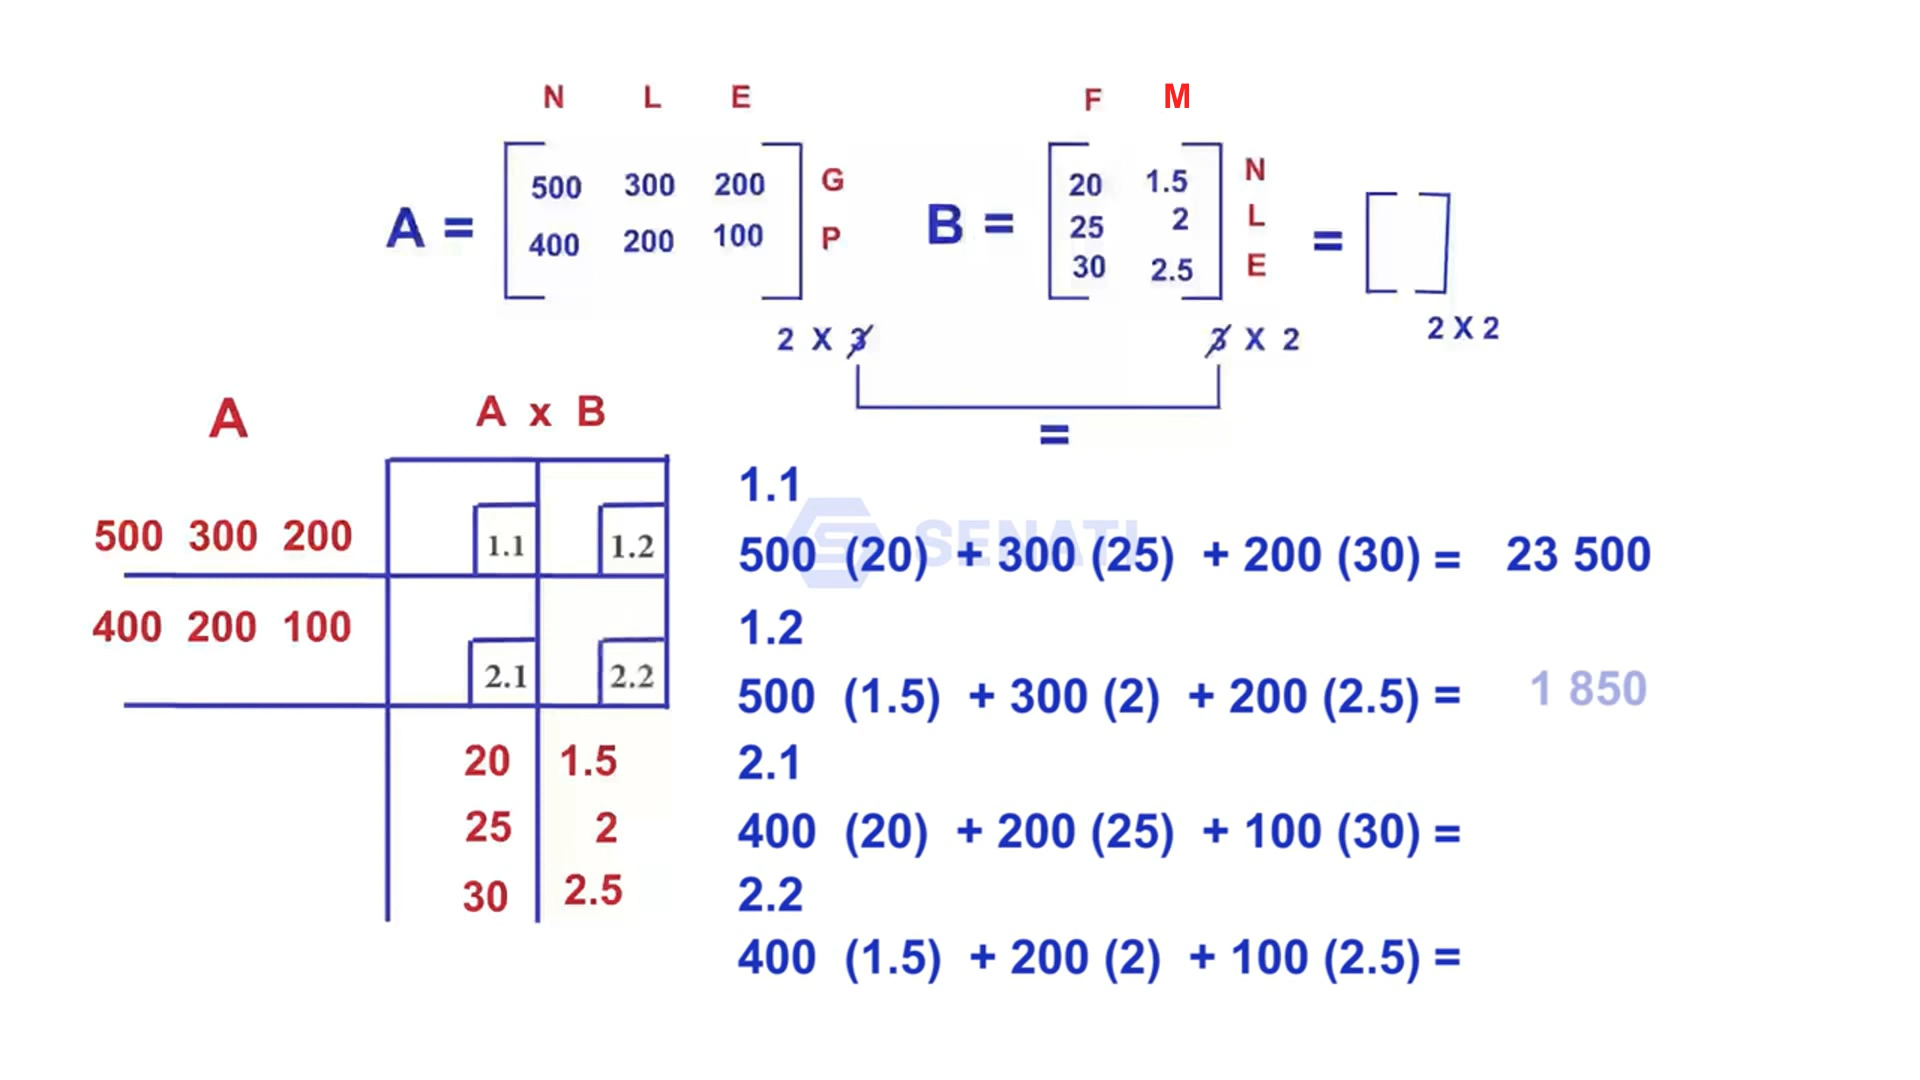 N L E
F M
A = 500 300 200 G
400 200 100 P
B = 20 1.5 N
25 2 L
30 2.5 E
=
2 X 3
3 X 2
2 X 2
=
A
A x B
500 300 200 1.1 1.2
400 200 100 2.1 2.2
20 1.5
25 2
30 2.5
SENATI
1.1
500 (20) + 300 (25) + 200 (30) = 23 500
1.2
500 (1.5) + 300 (2) + 200 (2.5) = 1 850
2.1
400 (20) + 200 (25) + 100 (30) =
2.2
400 (1.5) + 200 (2) + 100 (2.5) =